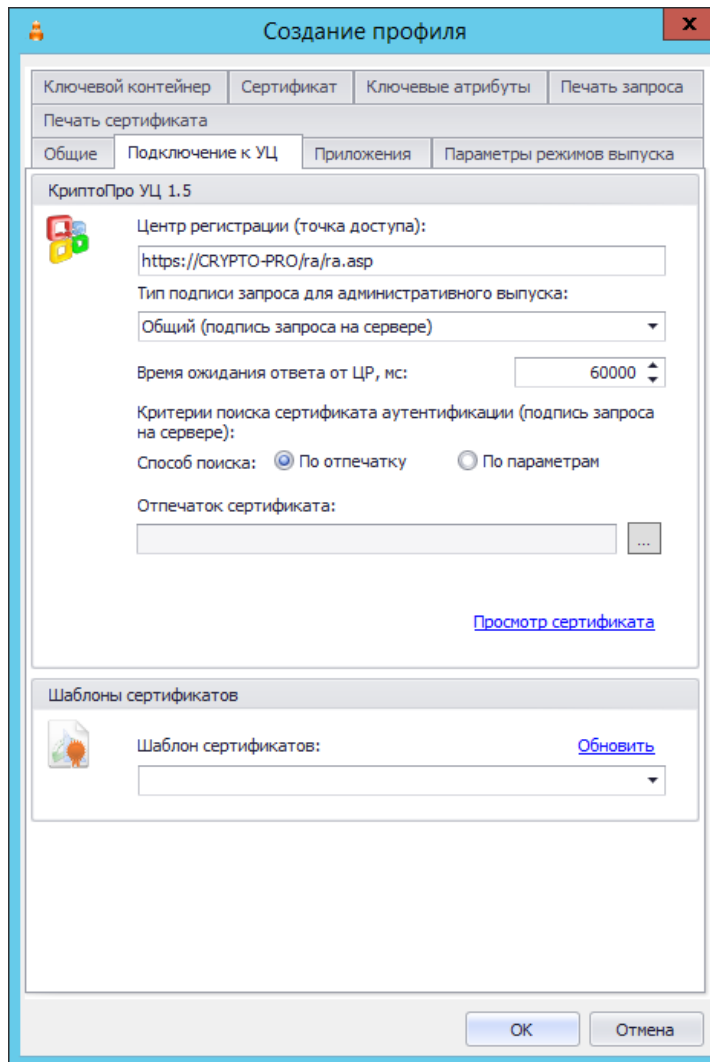 Создание профиля
x
Ключевой контейнер Сертификат Ключевые атрибуты Печать запроса
Печать сертификата
Общие Подключение к УЦ Приложения Параметры режимов выпуска
КриптоПро УЦ 1.5
Центр регистрации (точка доступа):
https://CRYPTO-PRO/ra/ra.asp
Тип подписи запроса для административного выпуска:
Общий (подпись запроса на сервере)
Время ожидания ответа от ЦР, мс: 60000
Критерии поиска сертификата аутентификации (подпись запроса
на сервере):
Способ поиска: По отпечатку По параметрам
Отпечаток сертификата:
...
Просмотр сертификата
Шаблоны сертификатов
Шаблон сертификатов: Обновить
OK Отмена